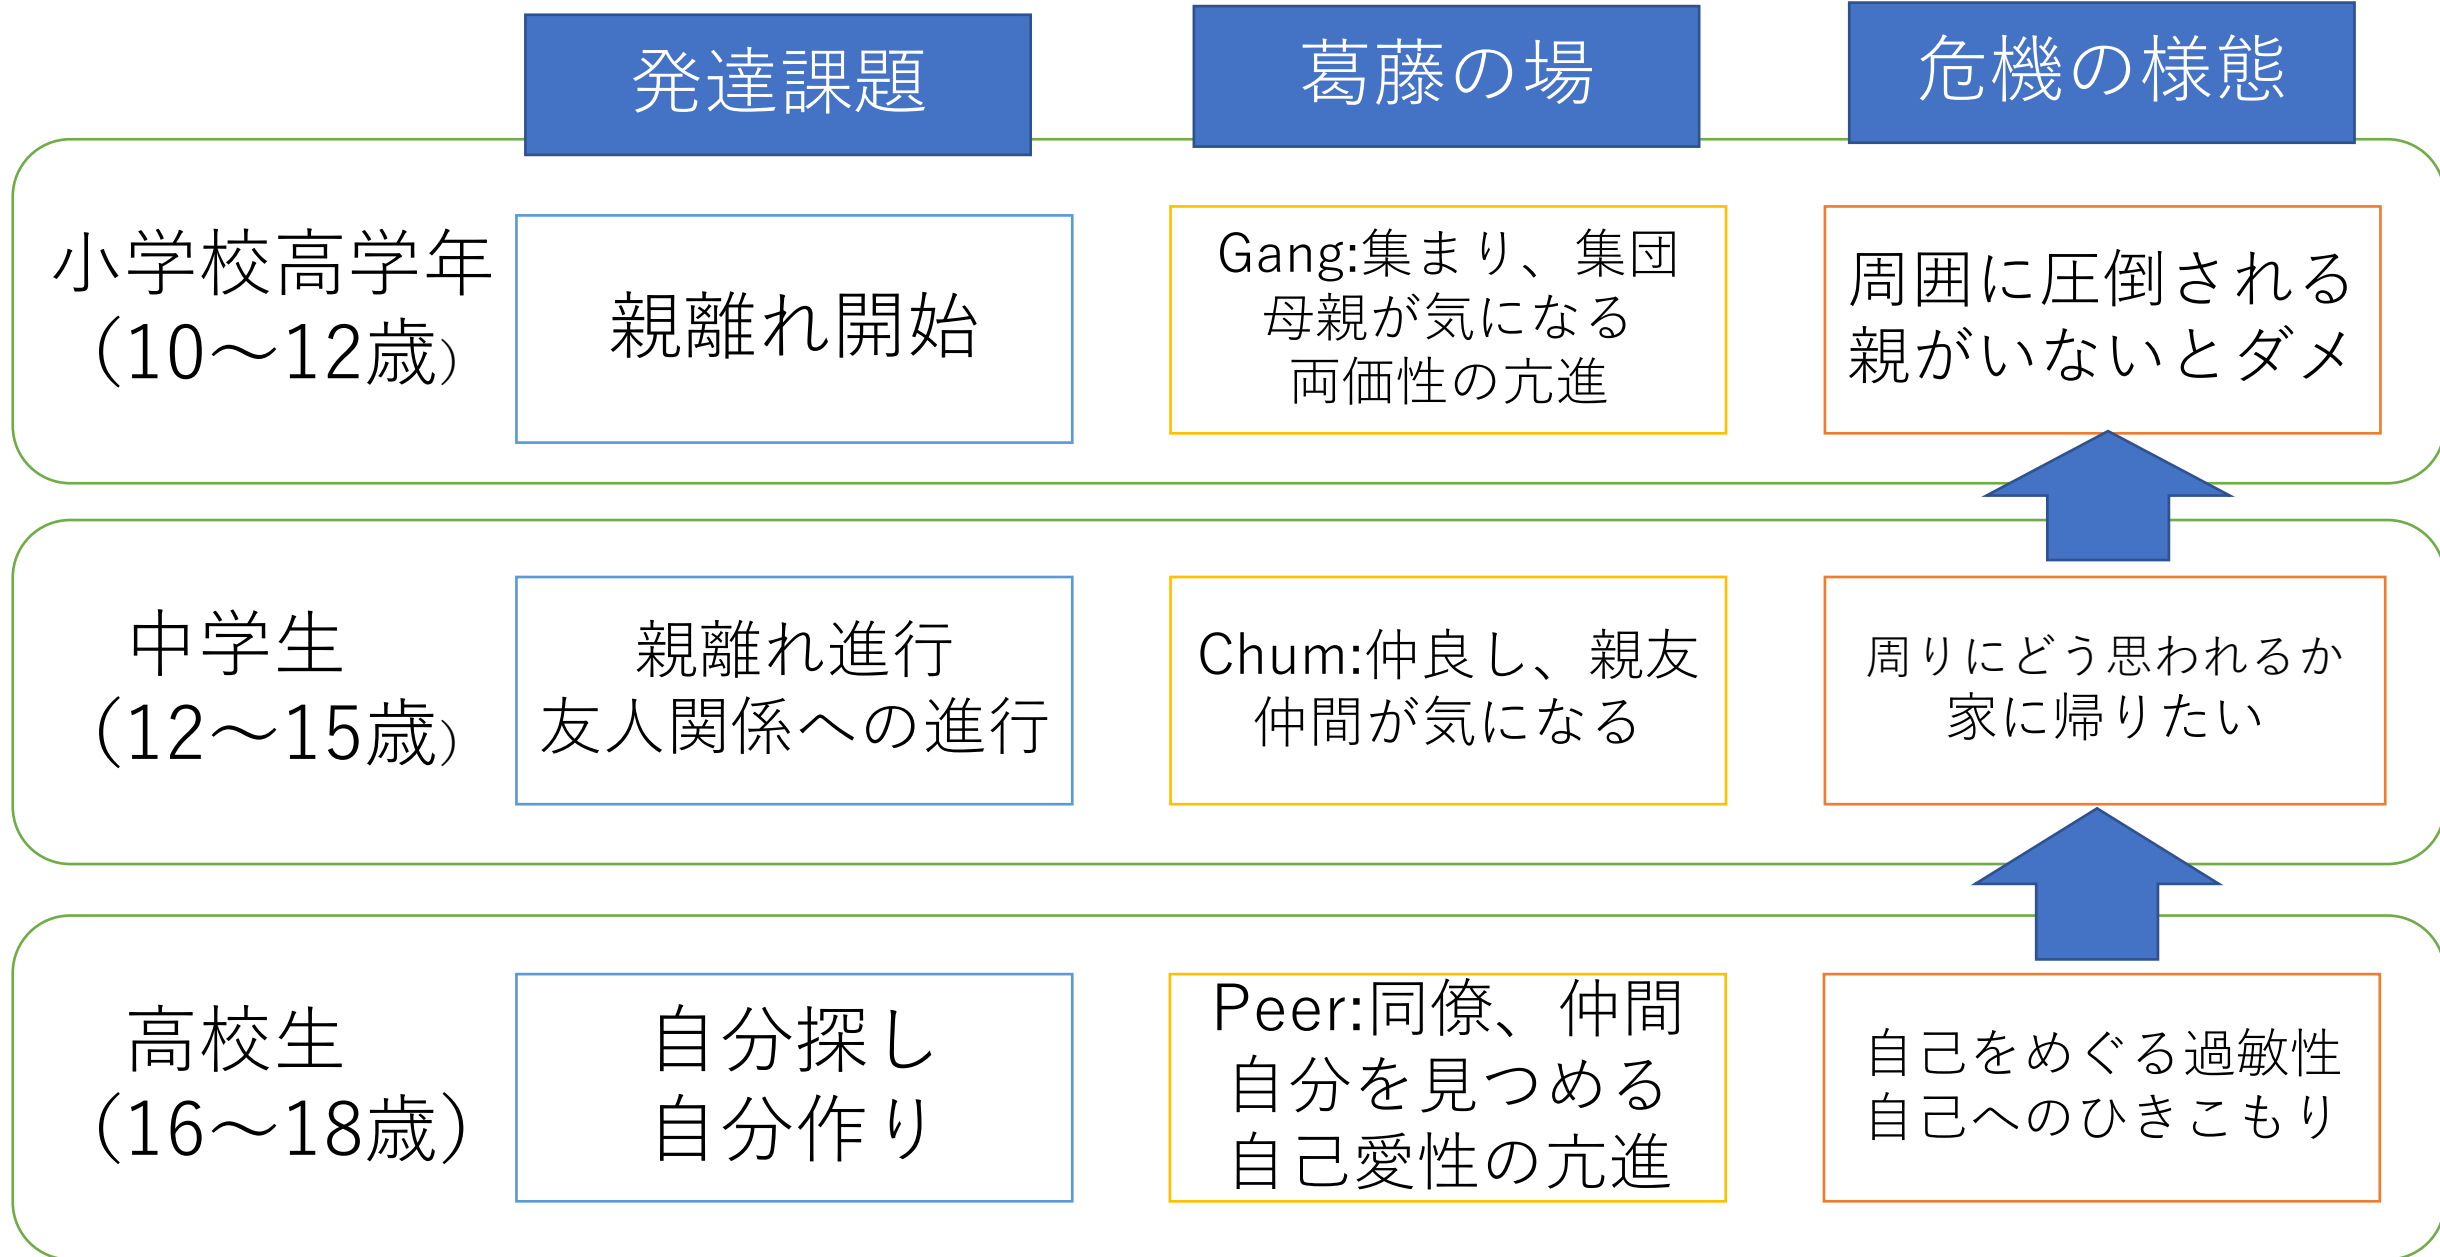 発達課題
葛藤の場
危機の様態
小学校高学年
(10～12歳)
親離れ開始
Gang:集まり、集団
母親が気になる
両価性の亢進
周囲に圧倒される
親がいないとダメ
中学生
(12～15歳)
親離れ進行
友人関係への進行
Chum:仲良し、親友
仲間が気になる
周りにどう思われるか
家に帰りたい
高校生
(16～18歳)
自分探し
自分作り
Peer:同僚、仲間
自分を見つめる
自己愛性の亢進
自己をめぐる過敏性
自己へのひきこもり